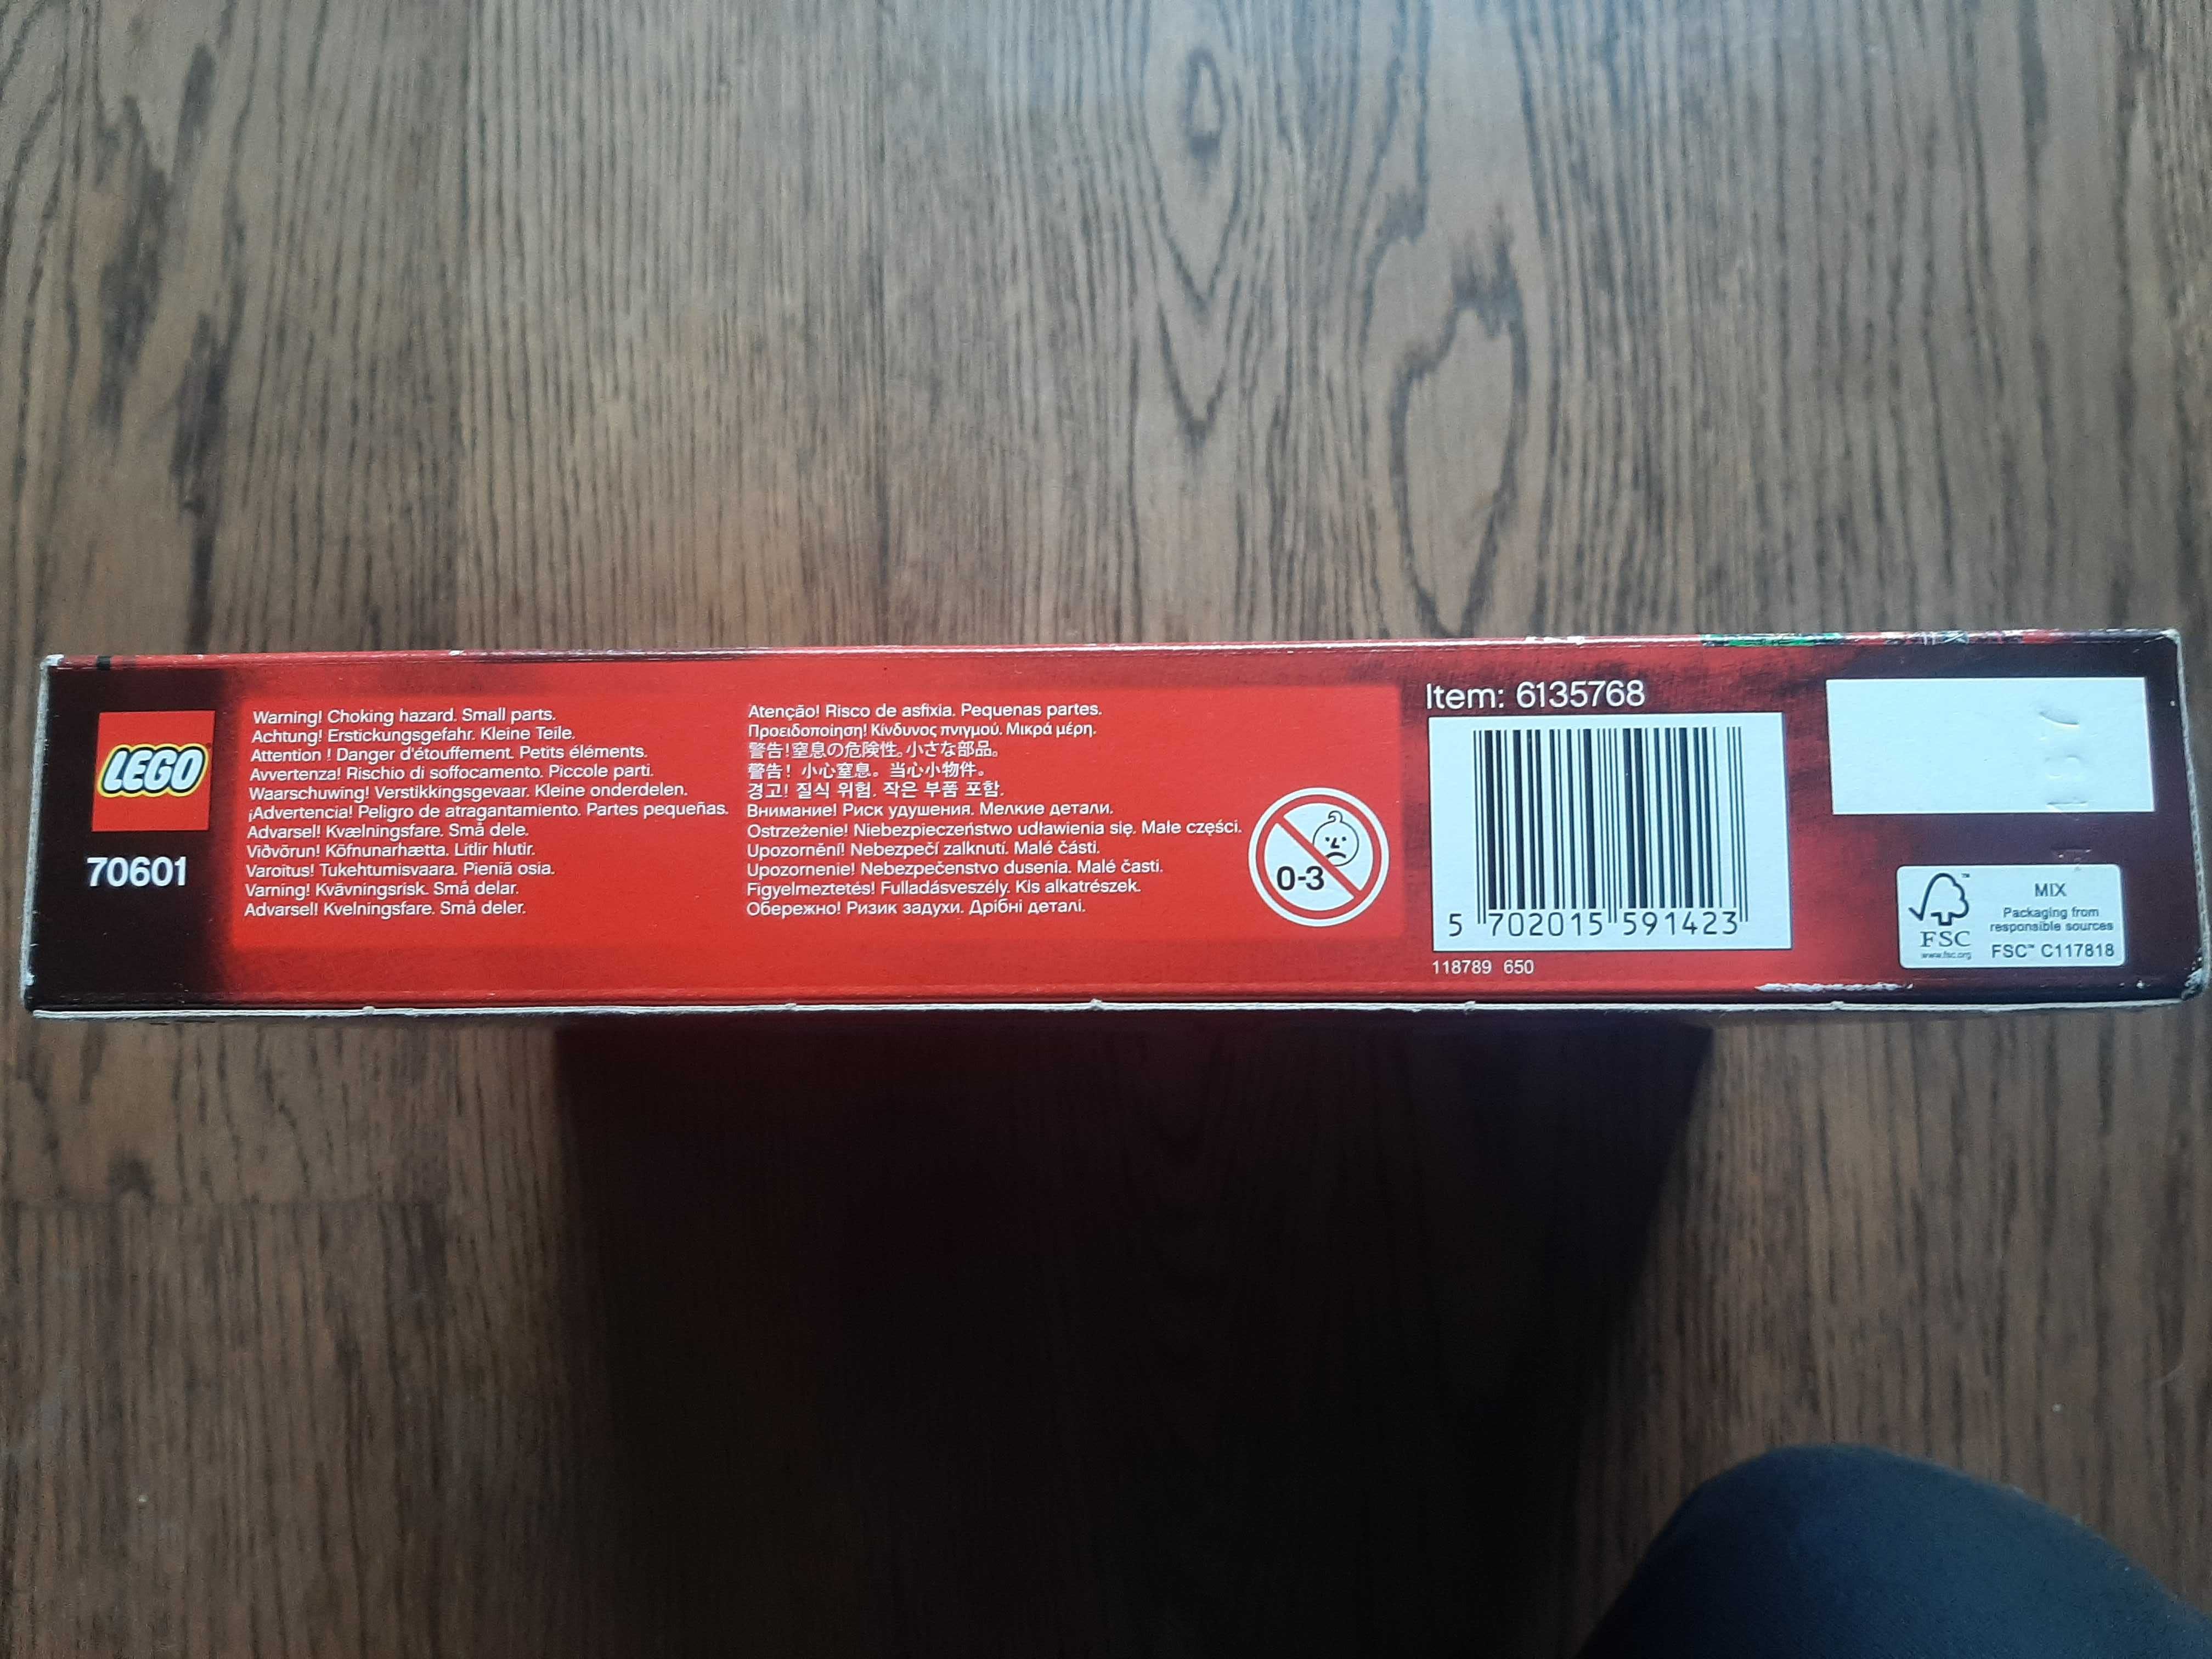 LEGO
70601
Warning! Choking hazard. Small parts.
Achtung! Erstickungsgefahr. Kleine Teile.
Attention ! Danger d'étouffement. Petits éléments.
Avvertenza! Rischio di soffocamento. Piccole parti.
Waarschuwing! Verstikkingsgevaar. Kleine onderdelen.
¡Advertencia! Peligro de atragantamiento. Partes pequeñas.
Advarsel! Kvælningsfare. Små dele.
Viðvörun! Köfnunarhætta. Litlir hlutir.
Varoitus! Tukehtumisvaara. Pieniä osia.
Varning! Kvävningsrisk. Små delar.
Advarsel! Kvelningsfare. Små deler.
Atenção! Risco de asfixia. Pequenas partes.
Προειδοποίηση! Κίνδυνος πνιγμού. Μικρά μέρη.
警告!窒息の危険性。小さな部品。
警告！小心窒息。当心小物件。
경고! 질식 위험. 작은 부품 포함.
Внимание! Риск удушения. Мелкие детали.
Ostrzeżenie! Niebezpieczeństwo udławienia się. Małe części.
Upozornění! Nebezpečí zalknutí. Malé části.
Upozornenie! Nebezpečenstvo dusenia. Malé časti.
Figyelmeztetés! Fulladásveszély. Kis alkatrészek.
Обережно! Ризик задухи. Дрібні деталі.
0-3
Item: 6135768
5 702015 591423
118789 650
FSC
www.fsc.org
MIX
Packaging from
responsible sources
FSC™ C117818